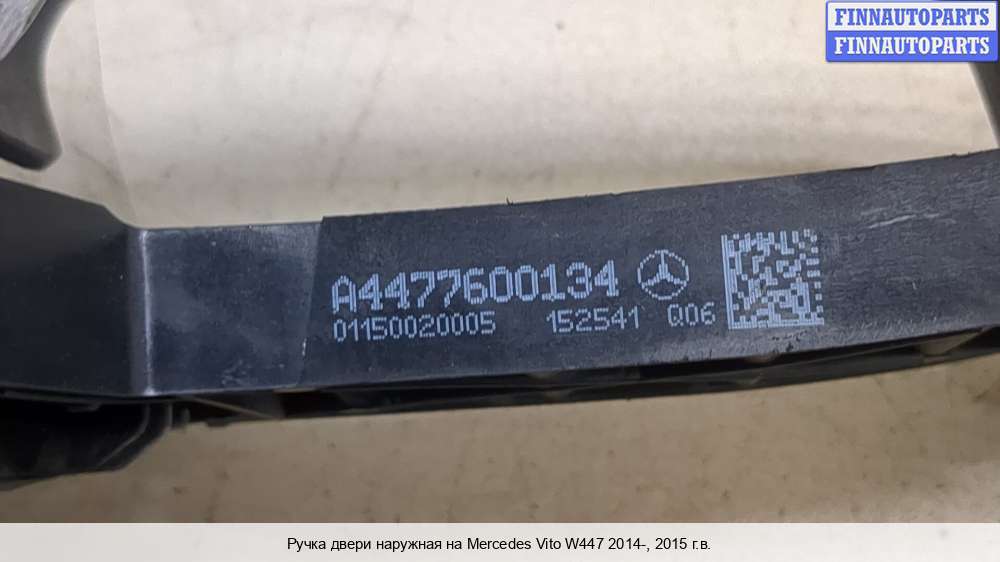 FINNAUTOPARTS
FINNAUTOPARTS
A4477600134
01150020005 152541 Q06
Ручка двери наружная на Mercedes Vito W447 2014-, 2015 г.в.